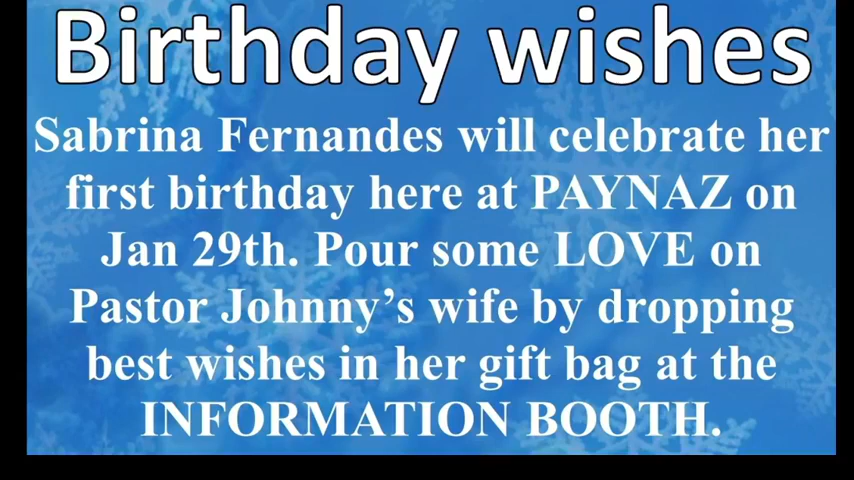 Birthday wishes
Sabrina Fernandes will celebrate her
first birthday here at PAYNAZ on
Jan 29th. Pour some LOVE on
Pastor Johnny’s wife by dropping
best wishes in her gift bag at the
INFORMATION BOOTH.